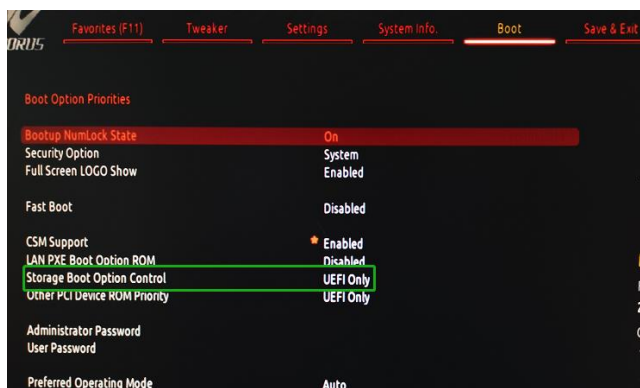 ORUS
Favorites (F11) Tweaker Settings System Info. Boot Save & Exit
Boot Option Priorities
Bootup NumLock State On
Security Option System
Full Screen LOGO Show Enabled
Fast Boot Disabled
CSM Support Enabled
LAN PXE Boot Option ROM Disabled
Storage Boot Option Control UEFI Only
Other PCI Device ROM Priority UEFI Only
Administrator Password
User Password
Preferred Operating Mode Auto